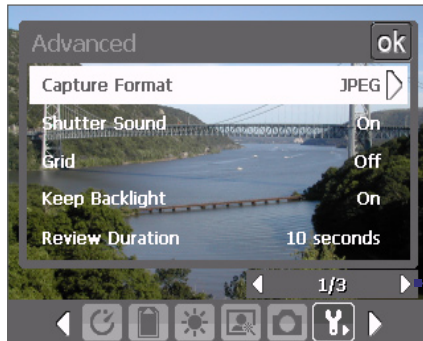 Advanced ok
Capture Format JPEG
Shutter Sound On
Grid Off
Keep Backlight On
Review Duration 10 seconds
1/3